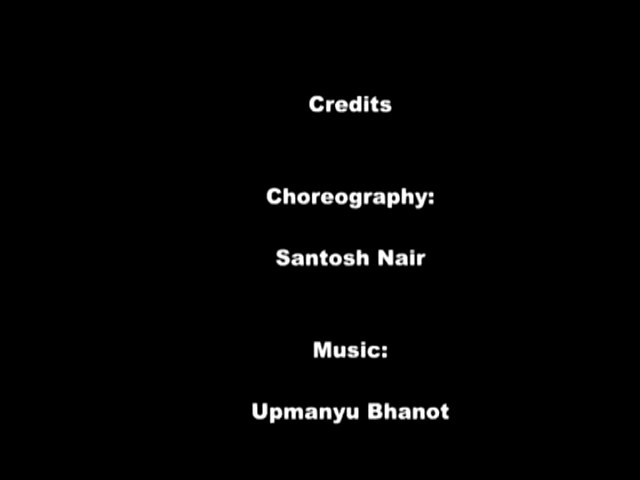 Credits
Choreography:
Santosh Nair
Music:
Upmanyu Bhanot